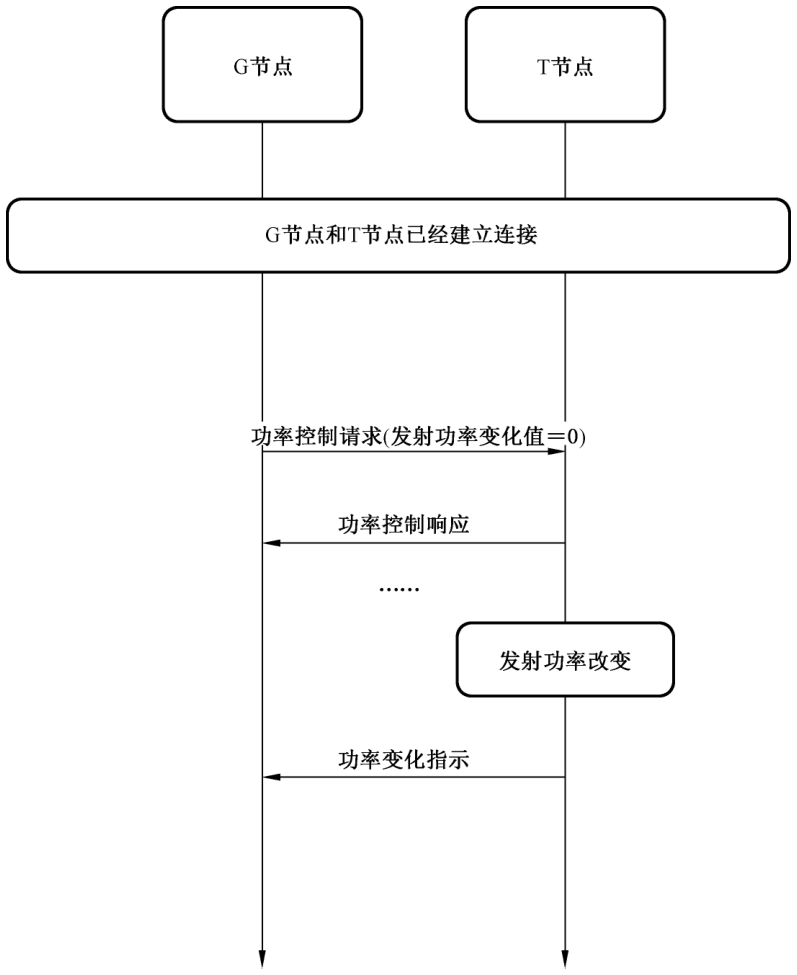 G节点
T节点
G节点和T节点已经建立连接
功率控制请求(发射功率变化值＝0)
功率控制响应
……
发射功率改变
功率变化指示